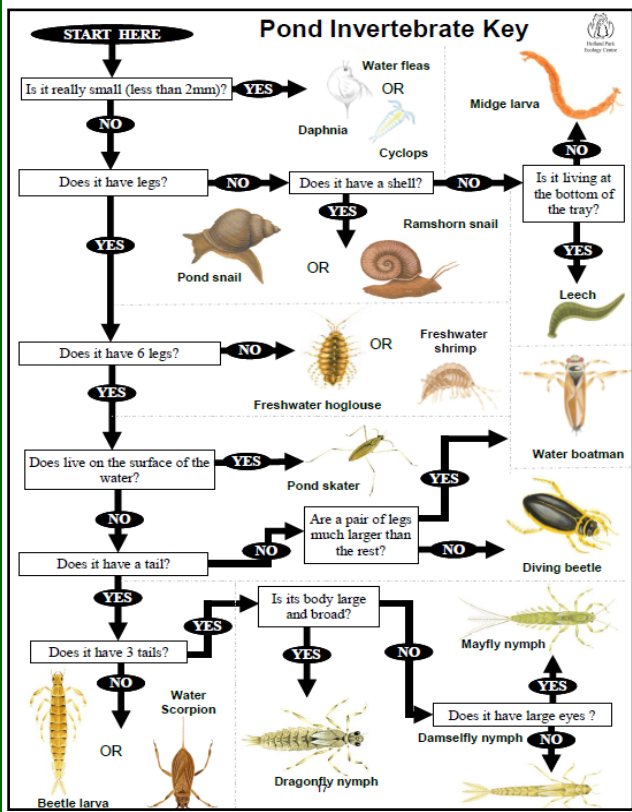 START HERE
Pond Invertebrate Key
Holland Park
Ecology Centre
Is it really small (less than 2mm)?
YES
Water fleas
OR
Daphnia
Cyclops
Midge larva
NO
NO
Does it have legs?
NO
Does it have a shell?
NO
Is it living at
the bottom of
the tray?
YES
YES
YES
Ramshorn snail
Pond snail
OR
Leech
Does it have 6 legs?
NO
OR
Freshwater
shrimp
Freshwater hoglouse
YES
Water boatman
Does live on the surface of the
water?
YES
Pond skater
YES
NO
Are a pair of legs
much larger than
the rest?
NO
Does it have a tail?
NO
Diving beetle
YES
Is its body large
and broad?
YES
Mayfly nymph
Does it have 3 tails?
NO
YES
NO
YES
Water
Scorpion
Does it have large eyes ?
Damselfly nymph
NO
OR
Dragonfly nymph
Beetle larva